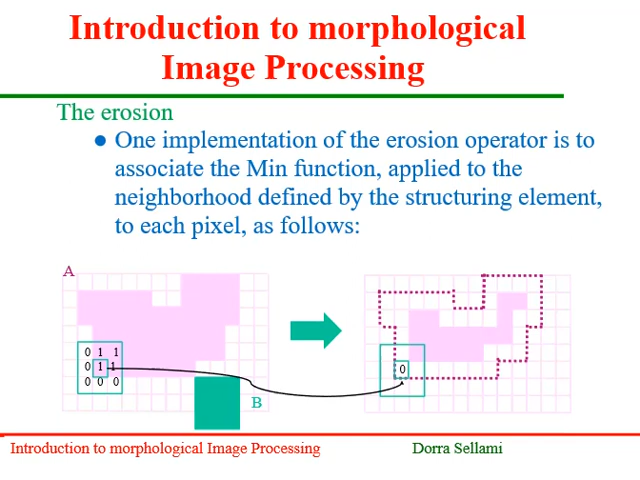 Introduction to morphological
Image Processing
The erosion
● One implementation of the erosion operator is to
associate the Min function, applied to the
neighborhood defined by the structuring element,
to each pixel, as follows:
A
0 1 1
0 1 1
0 0 0
0
B
Introduction to morphological Image Processing
Dorra Sellami